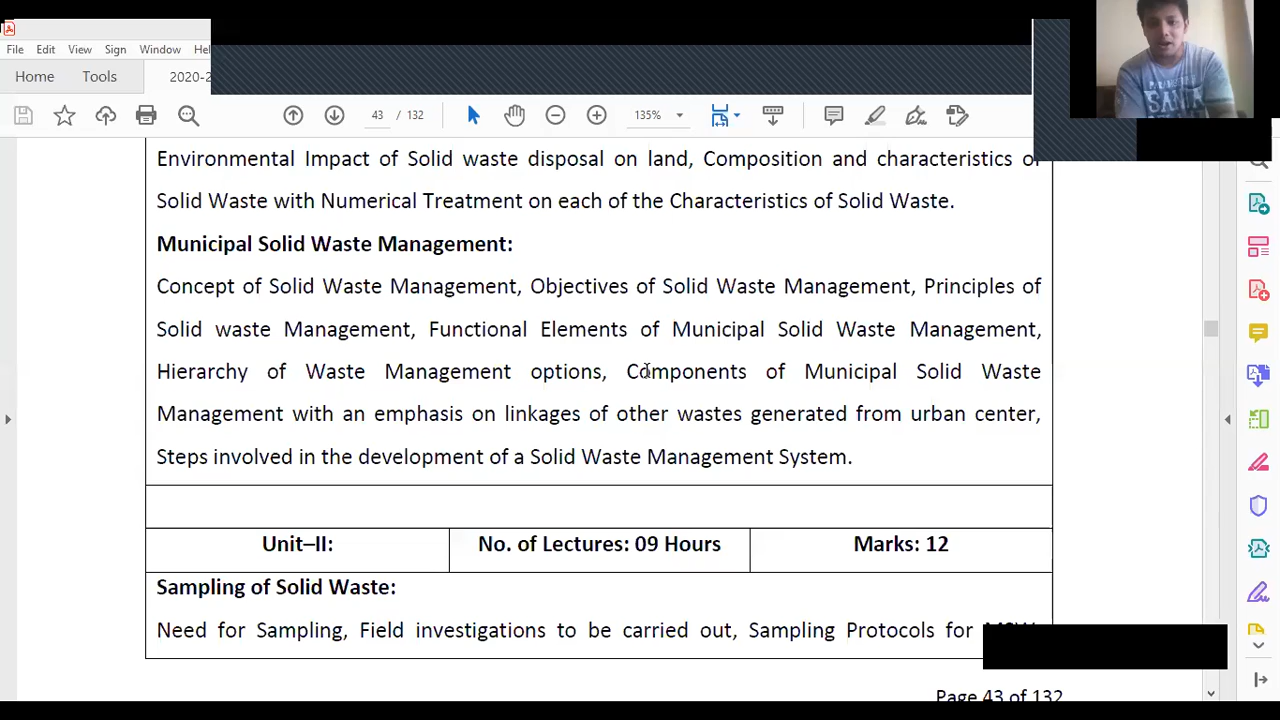 File Edit View Sign Window Hel
Home Tools 2020-2
43 / 132 135%
Environmental Impact of Solid waste disposal on land, Composition and characteristics of
Solid Waste with Numerical Treatment on each of the Characteristics of Solid Waste.
Municipal Solid Waste Management:
Concept of Solid Waste Management, Objectives of Solid Waste Management, Principles of
Solid waste Management, Functional Elements of Municipal Solid Waste Management,
Hierarchy of Waste Management options, Components of Municipal Solid Waste
Management with an emphasis on linkages of other wastes generated from urban center,
Steps involved in the development of a Solid Waste Management System.
Unit–II: No. of Lectures: 09 Hours Marks: 12
Sampling of Solid Waste:
Need for Sampling, Field investigations to be carried out, Sampling Protocols for
Page 43 of 132